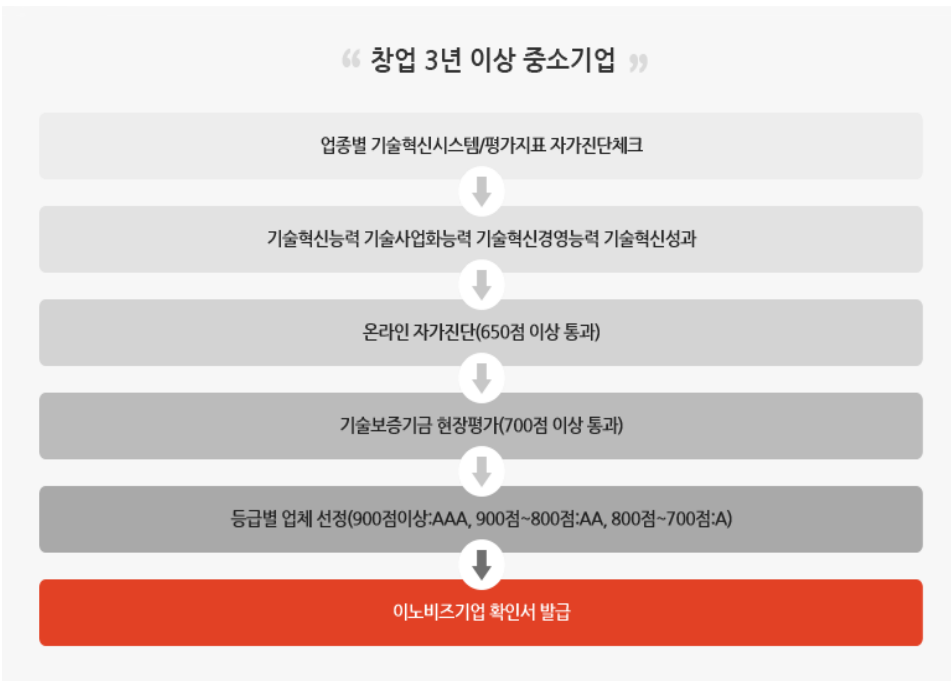 “ 창업 3년 이상 중소기업 ”
업종별 기술혁신시스템/평가지표 자가진단체크
기술혁신능력 기술사업화능력 기술혁신경영능력 기술혁신성과
온라인 자가진단(650점 이상 통과)
기술보증기금 현장평가(700점 이상 통과)
등급별 업체 선정(900점이상:AAA, 900점~800점:AA, 800점~700점:A)
이노비즈기업 확인서 발급